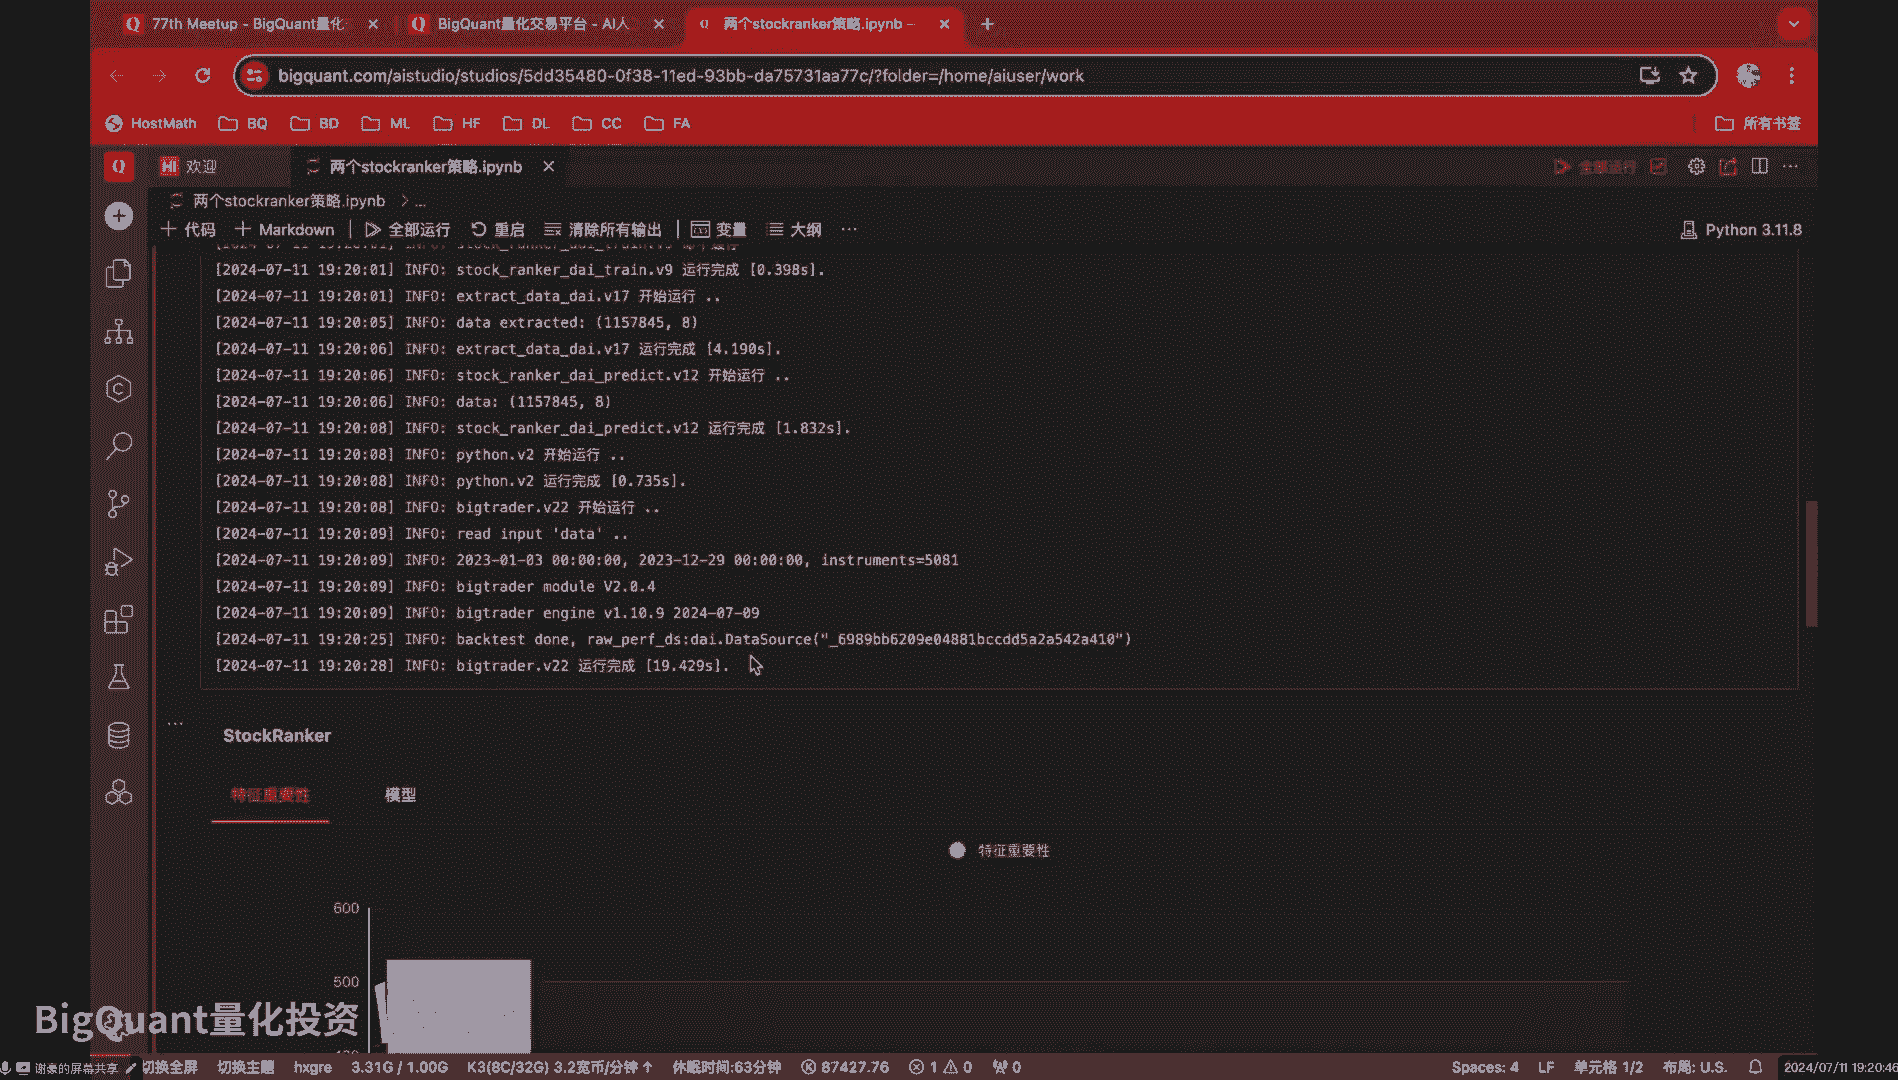 77th Meetup - BigQuant量化
BigQuant量化交易平台 - AI人
两个stockranker策略.ipynb –
bigquant.com/aistudio/studios/5dd35480-0f38-11ed-93bb-da75731aa77c/?folder=/home/aiuser/work
HostMath BQ BD ML HF DL CC FA 所有书签
欢迎 两个stockranker策略.ipynb 全部运行
两个stockranker策略.ipynb > ...
+ 代码 + Markdown 全部运行 重启 清除所有输出 变量 大纲 ... Python 3.11.8
[2024-07-11 19:20:01] INFO: stock_ranker_dai_train.v9 运行完成 [0.398s].
[2024-07-11 19:20:01] INFO: extract_data_dai.v17 开始运行 ..
[2024-07-11 19:20:05] INFO: data extracted: (1157845, 8)
[2024-07-11 19:20:06] INFO: extract_data_dai.v17 运行完成 [4.190s].
[2024-07-11 19:20:06] INFO: stock_ranker_dai_predict.v12 开始运行 ..
[2024-07-11 19:20:06] INFO: data: (1157845, 8)
[2024-07-11 19:20:08] INFO: stock_ranker_dai_predict.v12 运行完成 [1.832s].
[2024-07-11 19:20:08] INFO: python.v2 开始运行 ..
[2024-07-11 19:20:08] INFO: python.v2 运行完成 [0.735s].
[2024-07-11 19:20:08] INFO: bigtrader.v22 开始运行 ..
[2024-07-11 19:20:09] INFO: read input 'data' ..
[2024-07-11 19:20:09] INFO: 2023-01-03 00:00:00, 2023-12-29 00:00:00, instruments=5081
[2024-07-11 19:20:09] INFO: bigtrader module V2.0.4
[2024-07-11 19:20:09] INFO: bigtrader engine v1.10.9 2024-07-09
[2024-07-11 19:20:25] INFO: backtest done, raw_perf_ds:dai.DataSource("_6989bb6209e04881bccdd5a2a542a410")
[2024-07-11 19:20:28] INFO: bigtrader.v22 运行完成 [19.429s].
StockRanker
特征重要性 模型
特征重要性
600
500
BigQuant量化投资
谢豪的屏幕共享 切换全屏 切换主题 hxgre 3.31G / 1.00G K3(8C/32G) 3.2宽币/分钟 ↑ 休眠时间:63分钟 87427.76 1 0 0 Spaces: 4 LF 单元格 1/2 布局: U.S. 2024/07/11 19:20:46